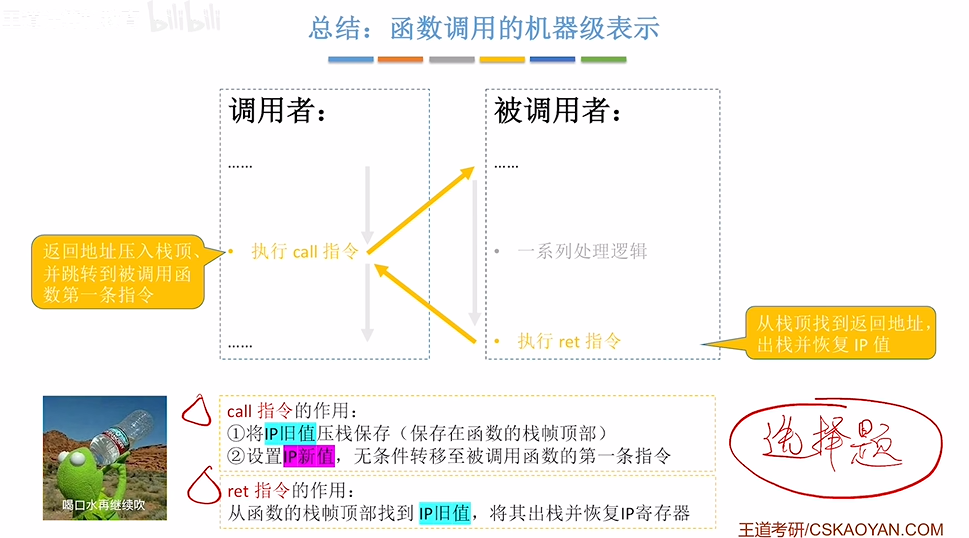 bilibili
总结：函数调用的机器级表示
调用者：
被调用者：
……
……
返回地址压入栈顶、
并跳转到被调用函
数第一条指令
• 执行 call 指令
• 一系列处理逻辑
……
• 执行 ret 指令
从栈顶找到返回地址，
出栈并恢复 IP 值
call 指令的作用：
①将IP旧值压栈保存（保存在函数的栈帧顶部）
②设置IP新值，无条件转移至被调用函数的第一条指令
ret 指令的作用：
从函数的栈帧顶部找到 IP旧值，将其出栈并恢复IP寄存器
喝口水再继续吹
选择题
王道考研/CSKAOYAN.COM